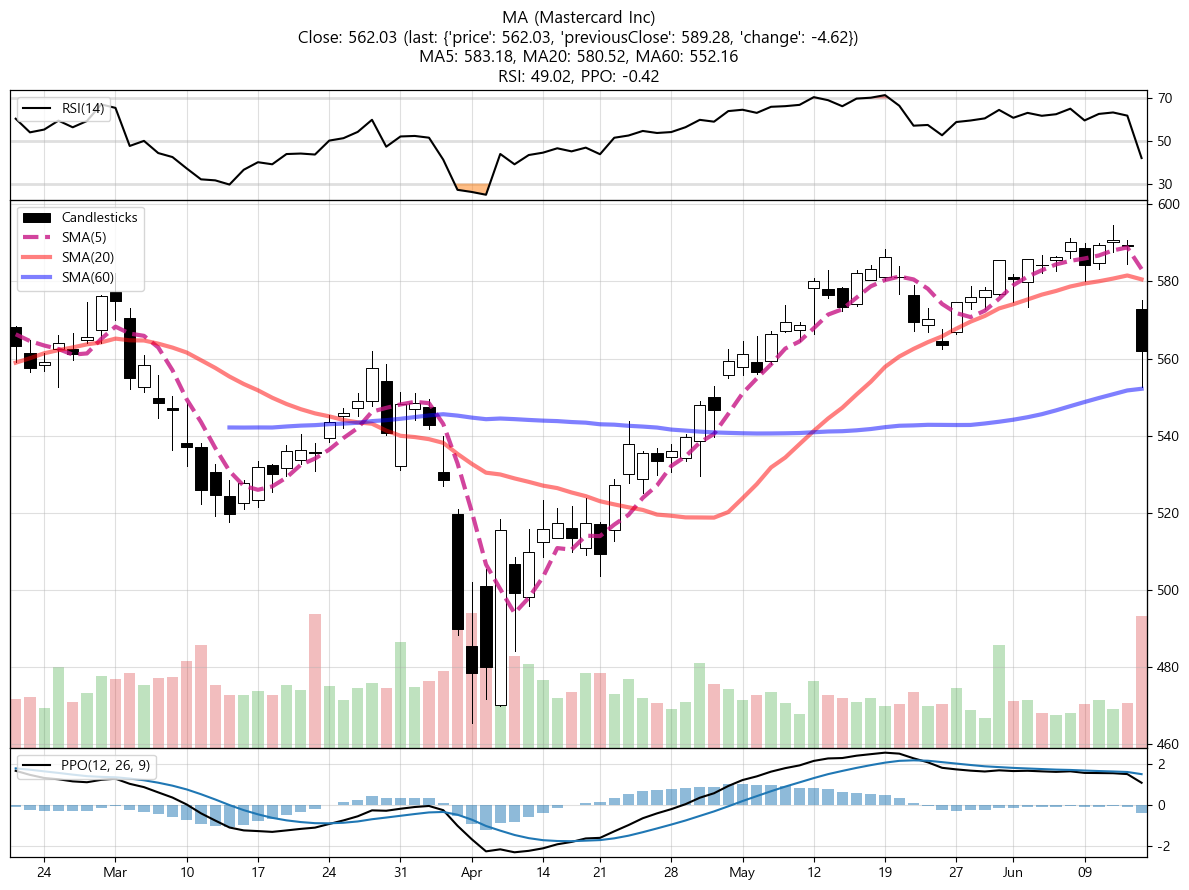 MA (Mastercard Inc)
Close: 562.03 (last: {'price': 562.03, 'previousClose': 589.28, 'change': -4.62})
MA5: 583.18, MA20: 580.52, MA60: 552.16
RSI: 49.02, PPO: -0.42
RSI(14)
70
50
30
Candlesticks
SMA(5)
SMA(20)
SMA(60)
600
580
560
540
520
500
480
460
PPO(12, 26, 9)
2
0
-2
24 Mar 10 17 24 31 Apr 14 21 28 May 12 19 27 Jun 09